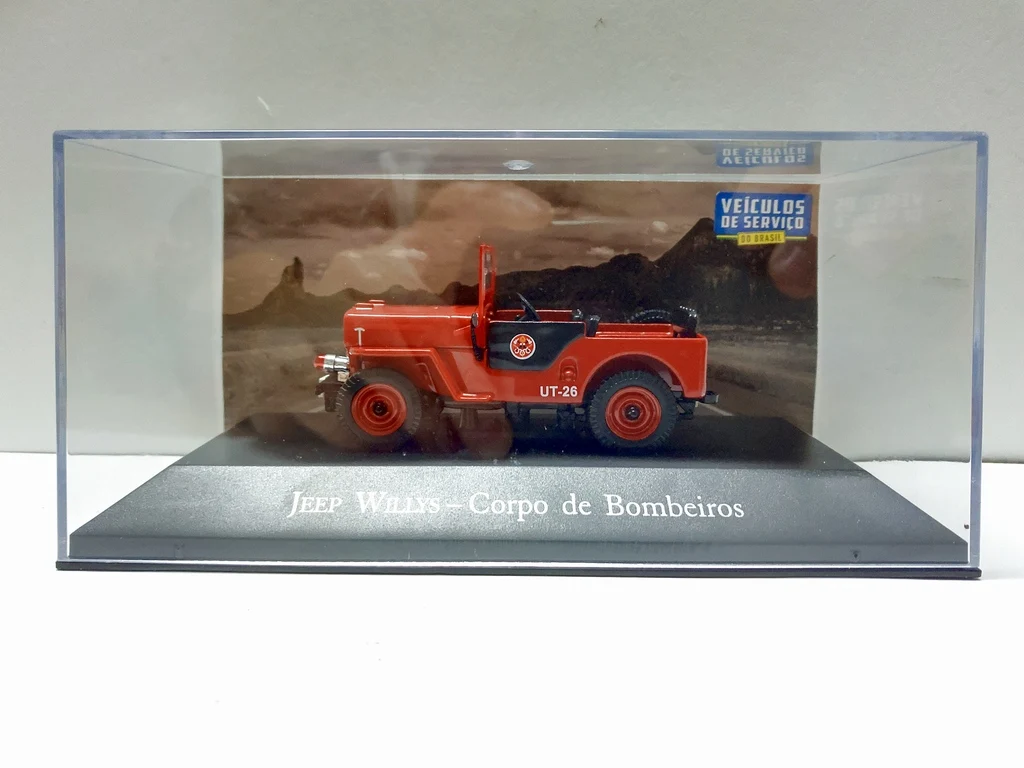 VEÍCULOS
DE SERVIÇO
DO BRASIL
UT-26
JEEP WILLYS – Corpo de Bombeiros